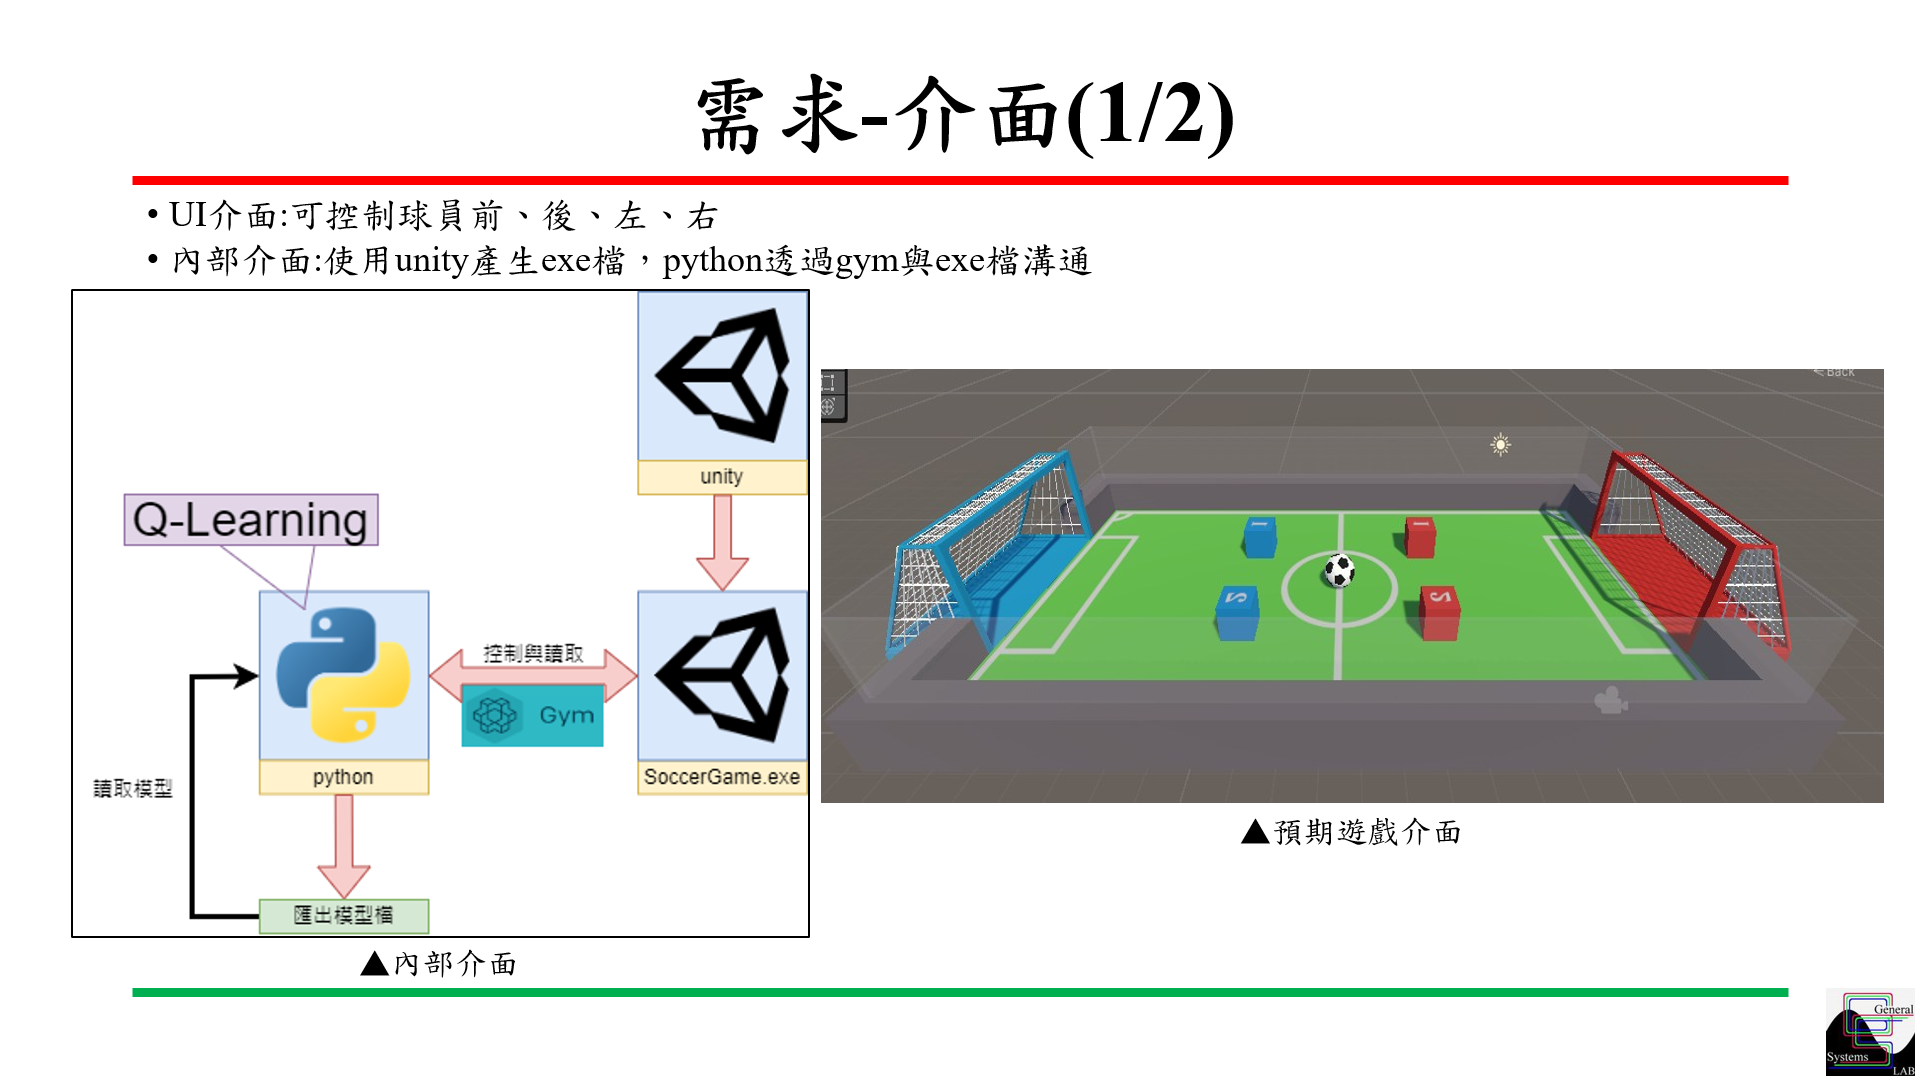 需求-介面(1/2)
• UI介面:可控制球員前、後、左、右
• 內部介面:使用unity產生exe檔，python透過gym與exe檔溝通
unity
Q-Learning
控制與讀取
Gym
python
SoccerGame.exe
讀取模型
匯出模型檔
▲內部介面
Back
1
1
2
2
▲預期遊戲介面
General
Systems
LAB